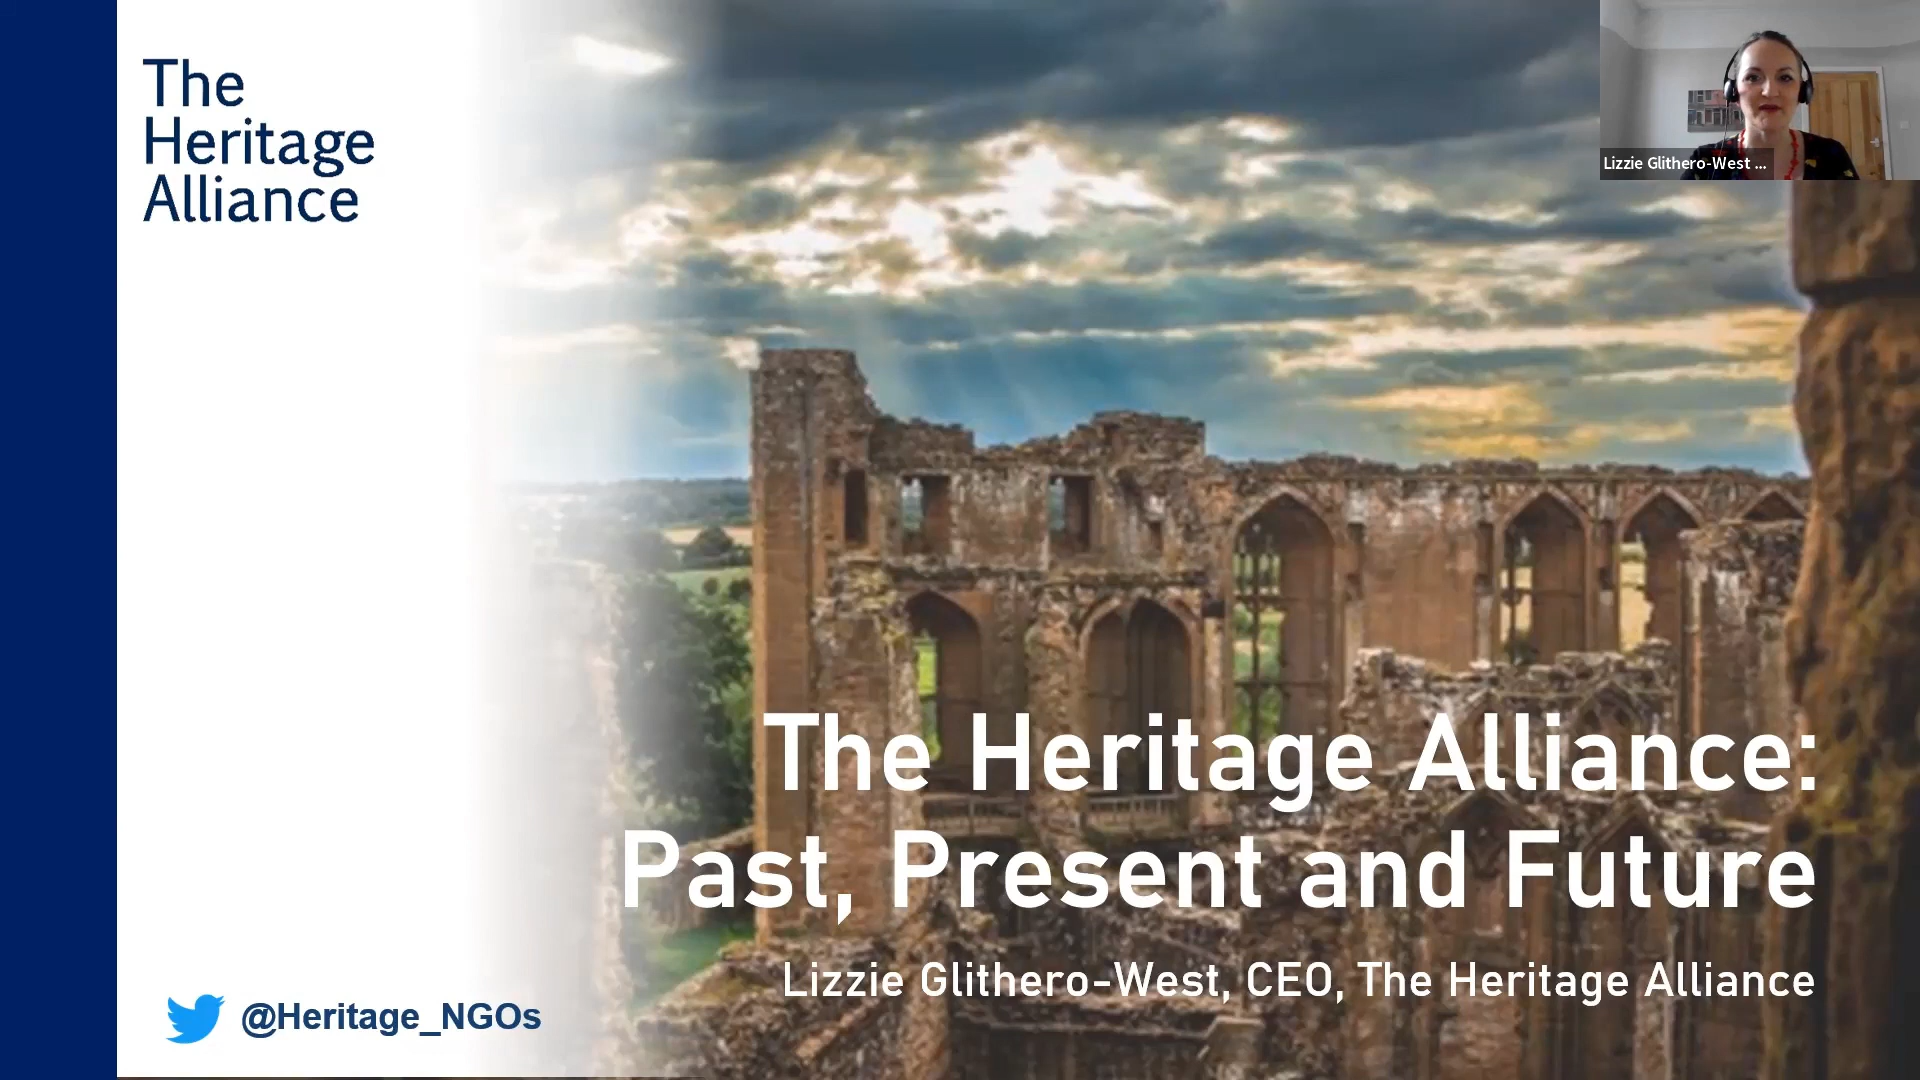 The
Heritage
Alliance
Lizzie Glithero-West ...
The Heritage Alliance:
Past, Present and Future
Lizzie Glithero-West, CEO, The Heritage Alliance
@Heritage_NGOs